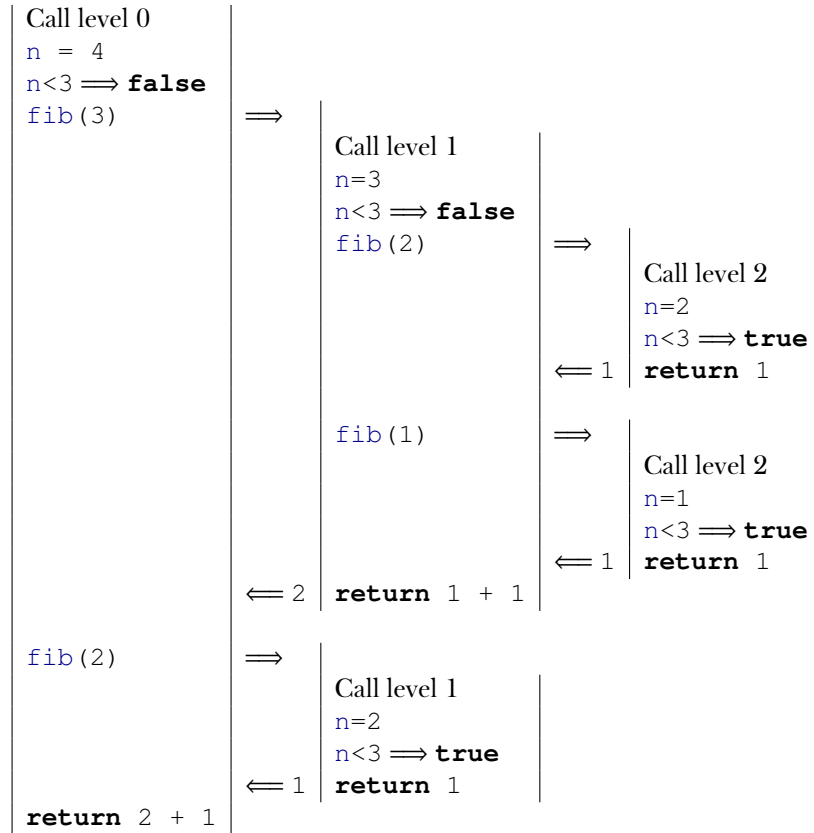 Call level 0
n = 4
n<3 ⟹ false
fib(3) ⟹
Call level 1
n=3
n<3 ⟹ false
fib(2) ⟹
Call level 2
n=2
n<3 ⟹ true
⟸ 1 return 1
fib(1) ⟹
Call level 2
n=1
n<3 ⟹ true
⟸ 1 return 1
⟸ 2 return 1 + 1
fib(2) ⟹
Call level 1
n=2
n<3 ⟹ true
⟸ 1 return 1
return 2 + 1